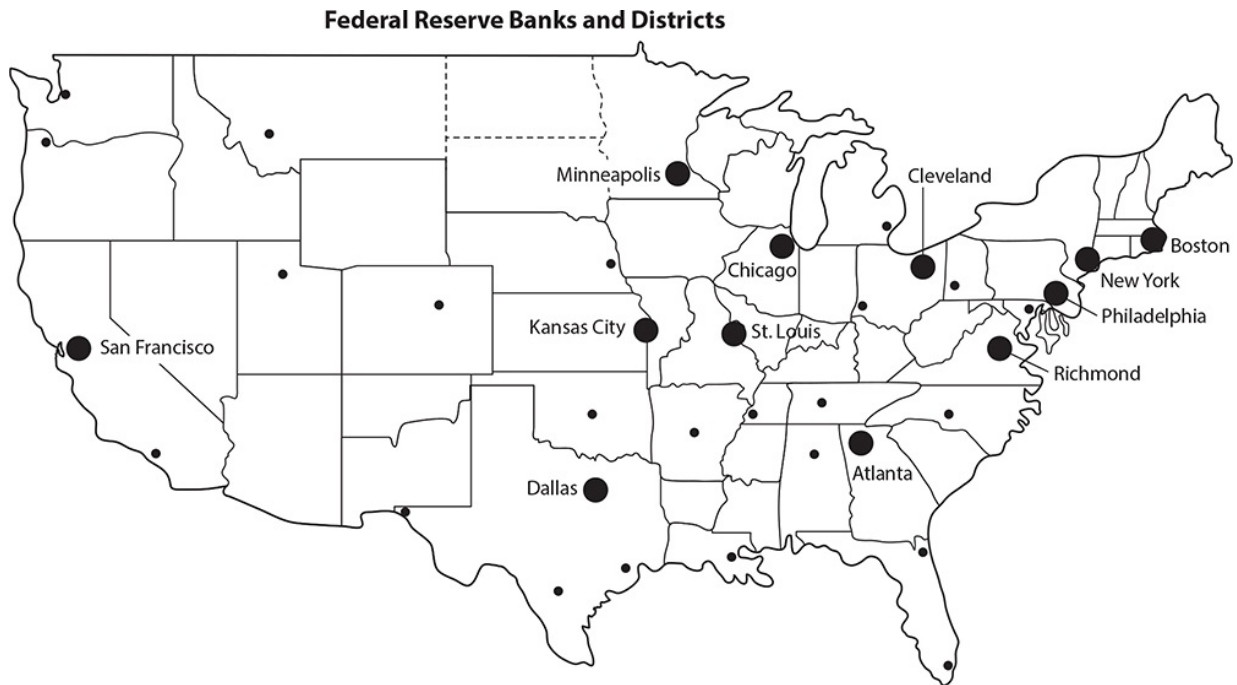 Federal Reserve Banks and Districts
Minneapolis
Cleveland
Boston
Chicago
New York
Philadelphia
Kansas City
St. Louis
San Francisco
Richmond
Atlanta
Dallas